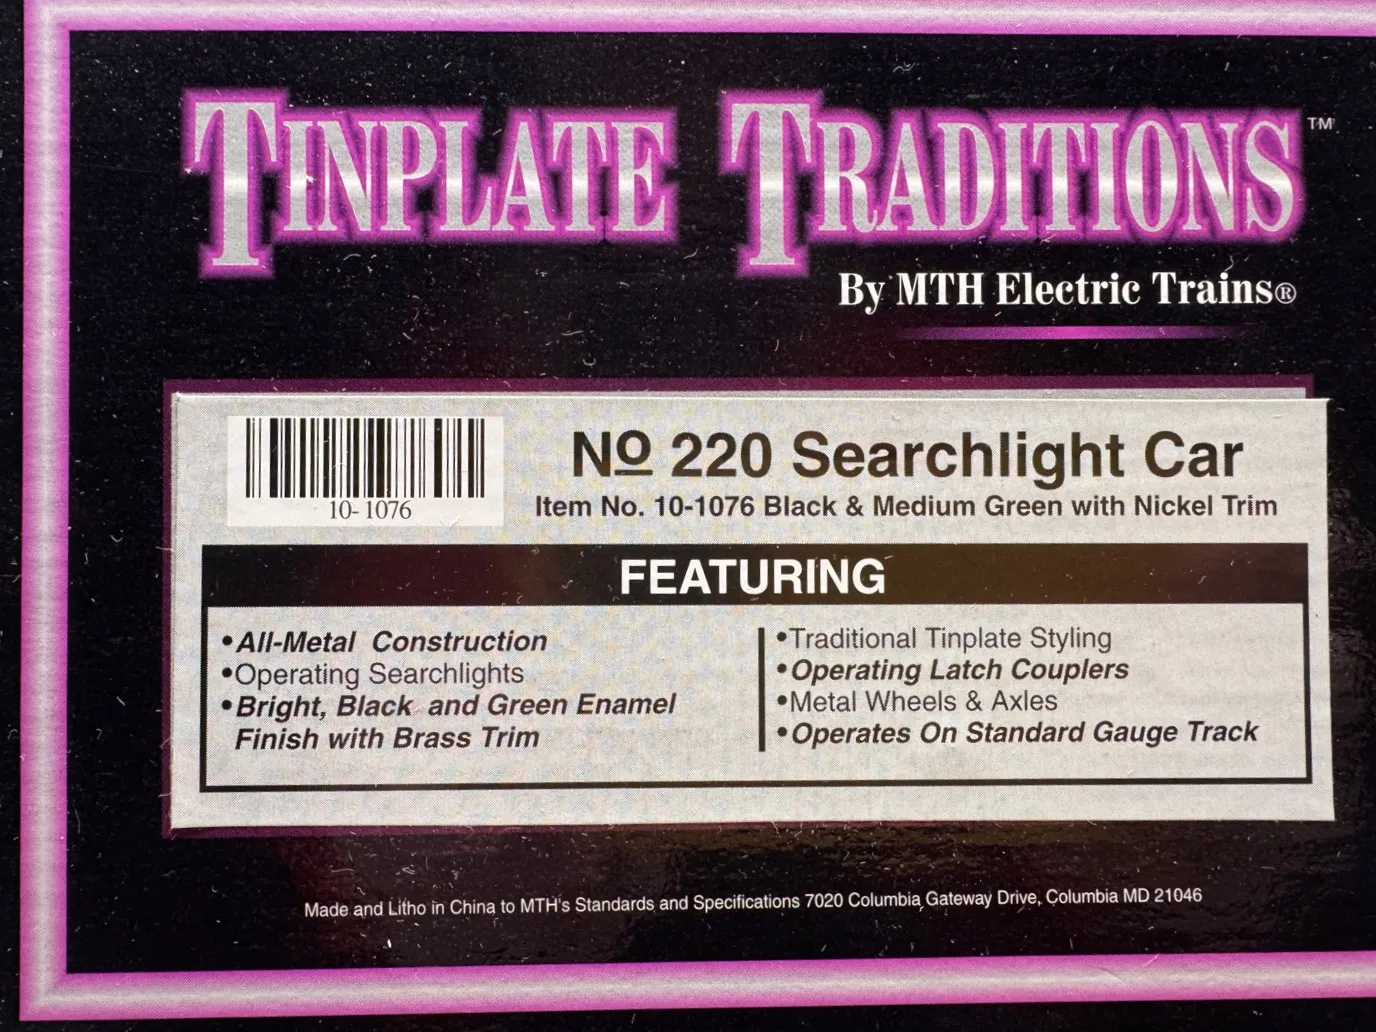 TINPLATE TRADITIONS™
By MTH Electric Trains®
10-1076
No 220 Searchlight Car
Item No. 10-1076 Black & Medium Green with Nickel Trim
FEATURING
•All-Metal Construction
•Operating Searchlights
•Bright, Black and Green Enamel
Finish with Brass Trim
•Traditional Tinplate Styling
•Operating Latch Couplers
•Metal Wheels & Axles
•Operates On Standard Gauge Track
Made and Litho in China to MTH's Standards and Specifications 7020 Columbia Gateway Drive, Columbia MD 21046